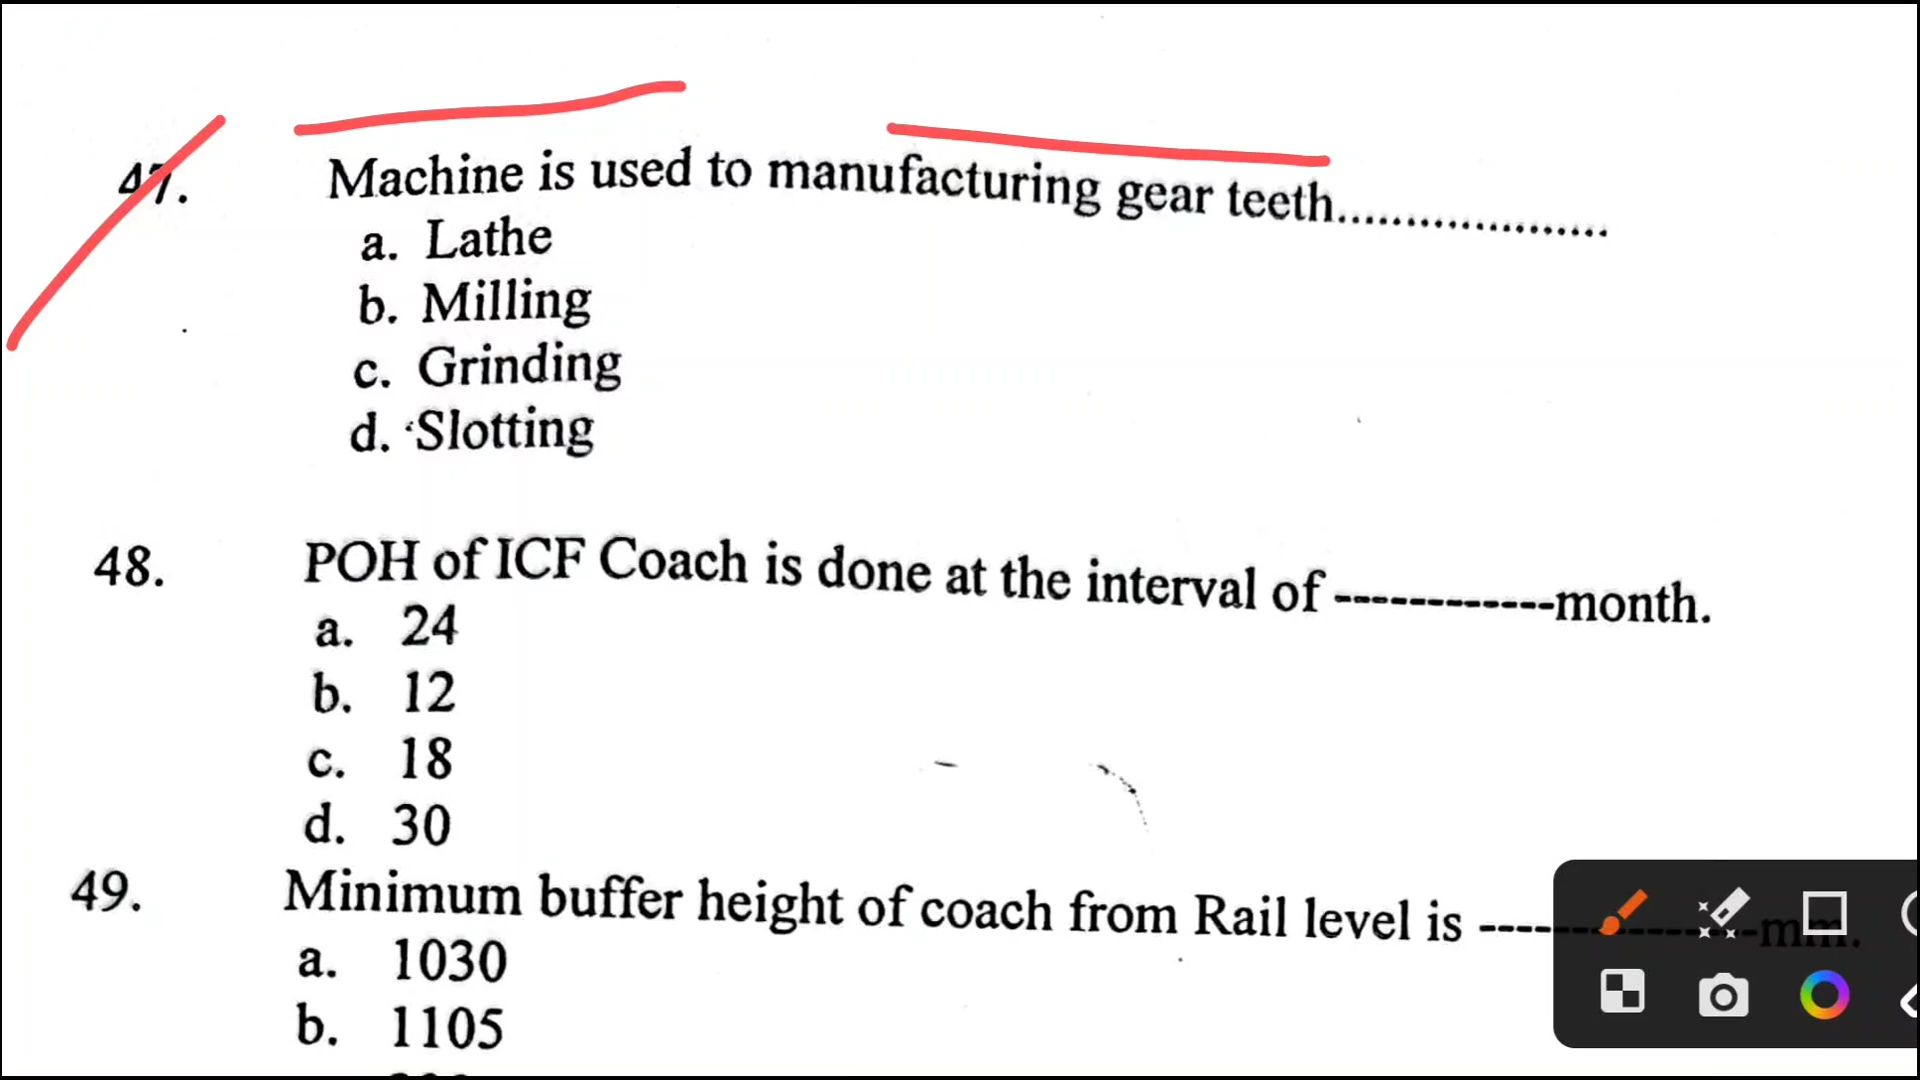 47. Machine is used to manufacturing gear teeth....................
a. Lathe
b. Milling
c. Grinding
d. Slotting
48. POH of ICF Coach is done at the interval of ------------month.
a. 24
b. 12
c. 18
d. 30
49. Minimum buffer height of coach from Rail level is ---------------mm.
a. 1030
b. 1105